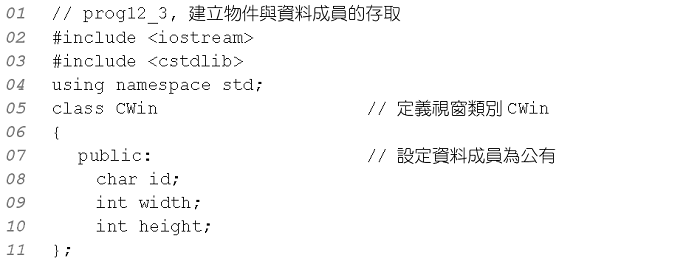 01 // prog12_3, 建立物件與資料成員的存取
02 #include <iostream>
03 #include <cstdlib>
04 using namespace std;
05 class CWin // 定義視窗類別 CWin
06 {
07 public: // 設定資料成員為公有
08 char id;
09 int width;
10 int height;
11 };